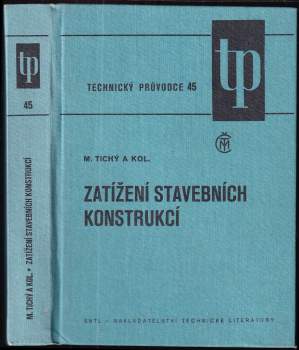 tp
45
M. TICHÝ A KOL. • ZATÍŽENÍ STAVEBNÍCH KONSTRUKCÍ
tp
TECHNICKÝ PRŮVODCE 45
M. TICHÝ A KOL.
ZATÍŽENÍ STAVEBNÍCH
KONSTRUKCÍ
SNTL – NAKLADATELSTVÍ TECHNICKÉ LITERATURY